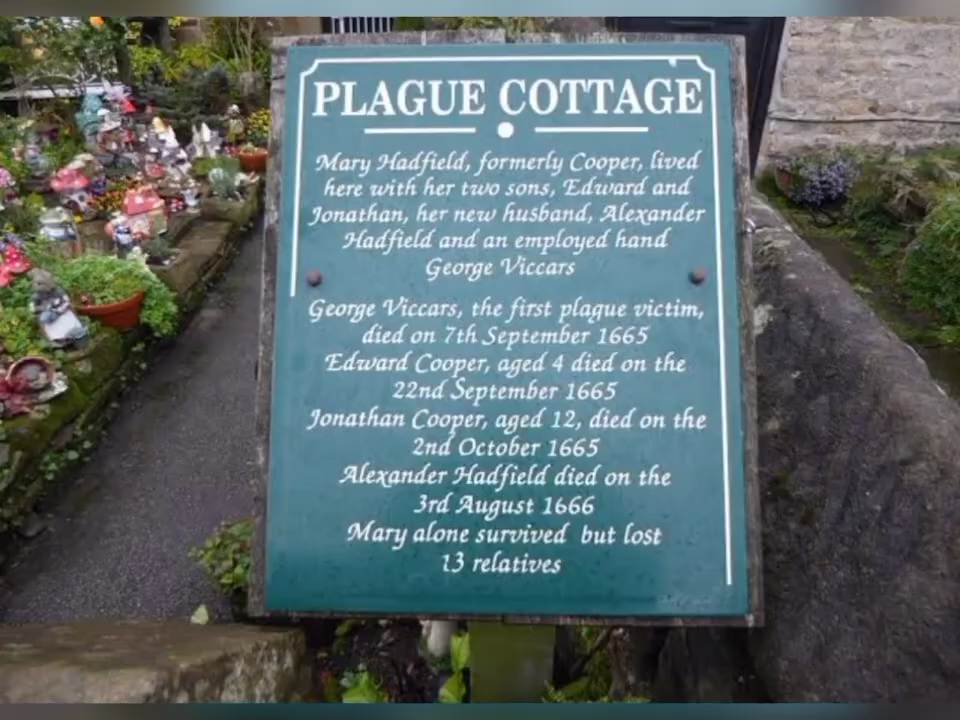 PLAGUE COTTAGE
Mary Hadfield, formerly Cooper, lived
here with her two sons, Edward and
Jonathan, her new husband, Alexander
Hadfield and an employed hand
George Viccars
George Viccars, the first plague victim,
died on 7th September 1665
Edward Cooper, aged 4 died on the
22nd September 1665
Jonathan Cooper, aged 12, died on the
2nd October 1665
Alexander Hadfield died on the
3rd August 1666
Mary alone survived but lost
13 relatives